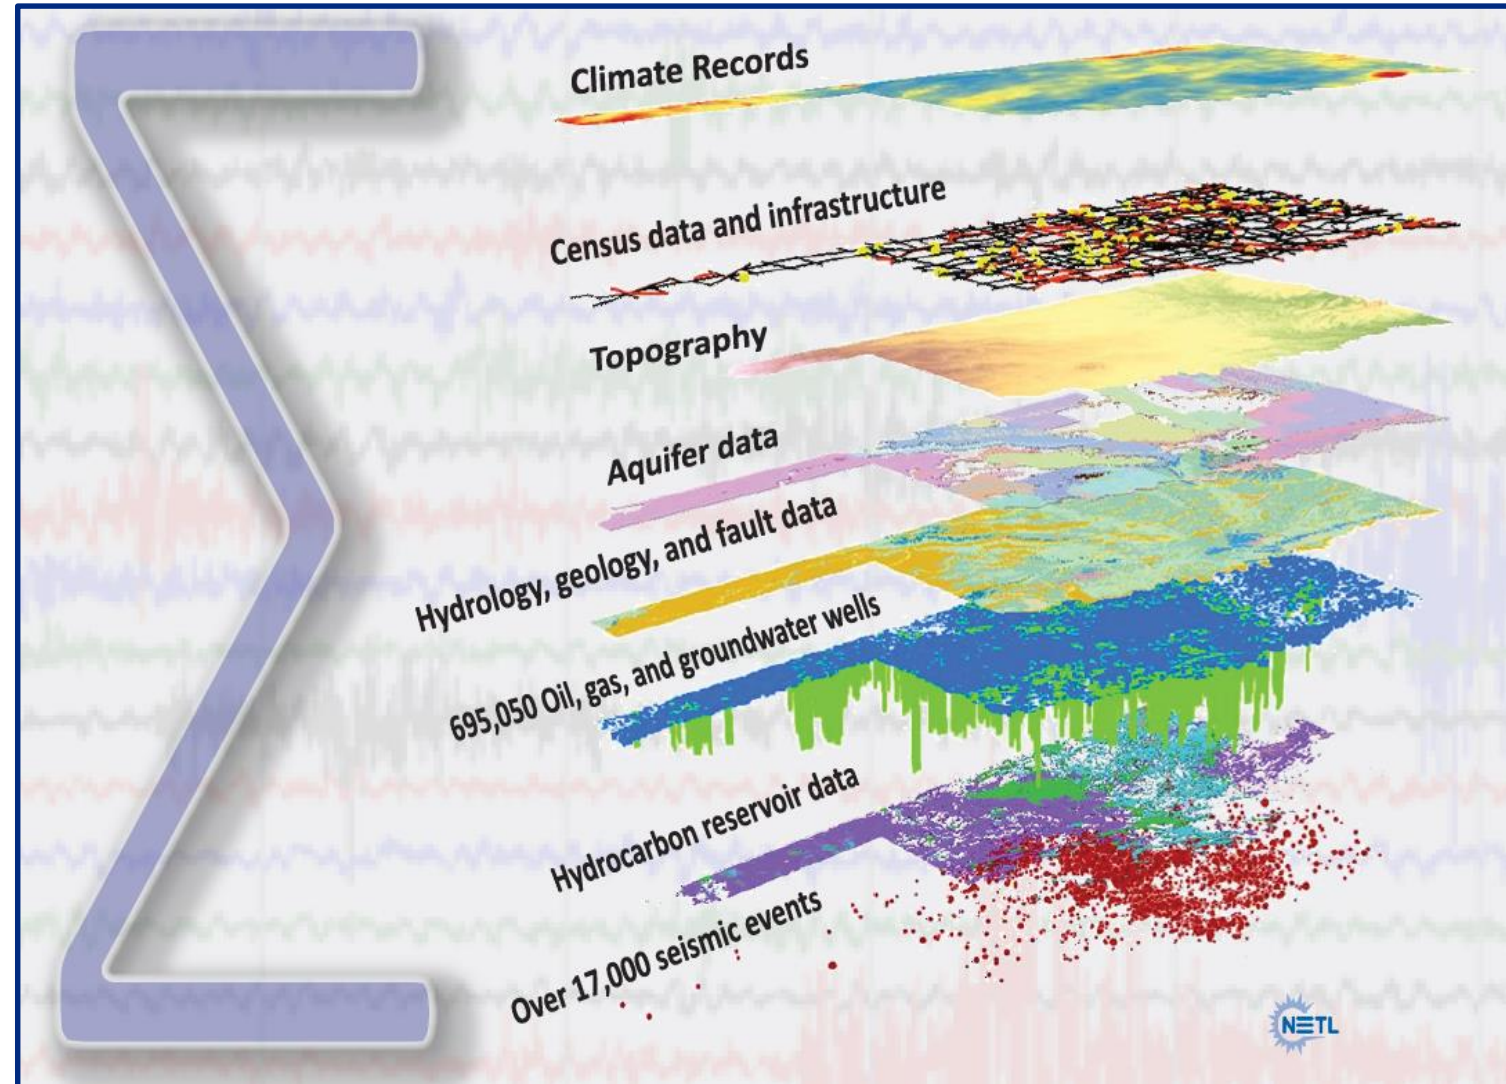 Climate Records
Census data and infrastructure
Topography
Aquifer data
Hydrology, geology, and fault data
695,050 Oil, gas, and groundwater wells
Hydrocarbon reservoir data
Over 17,000 seismic events
NETL